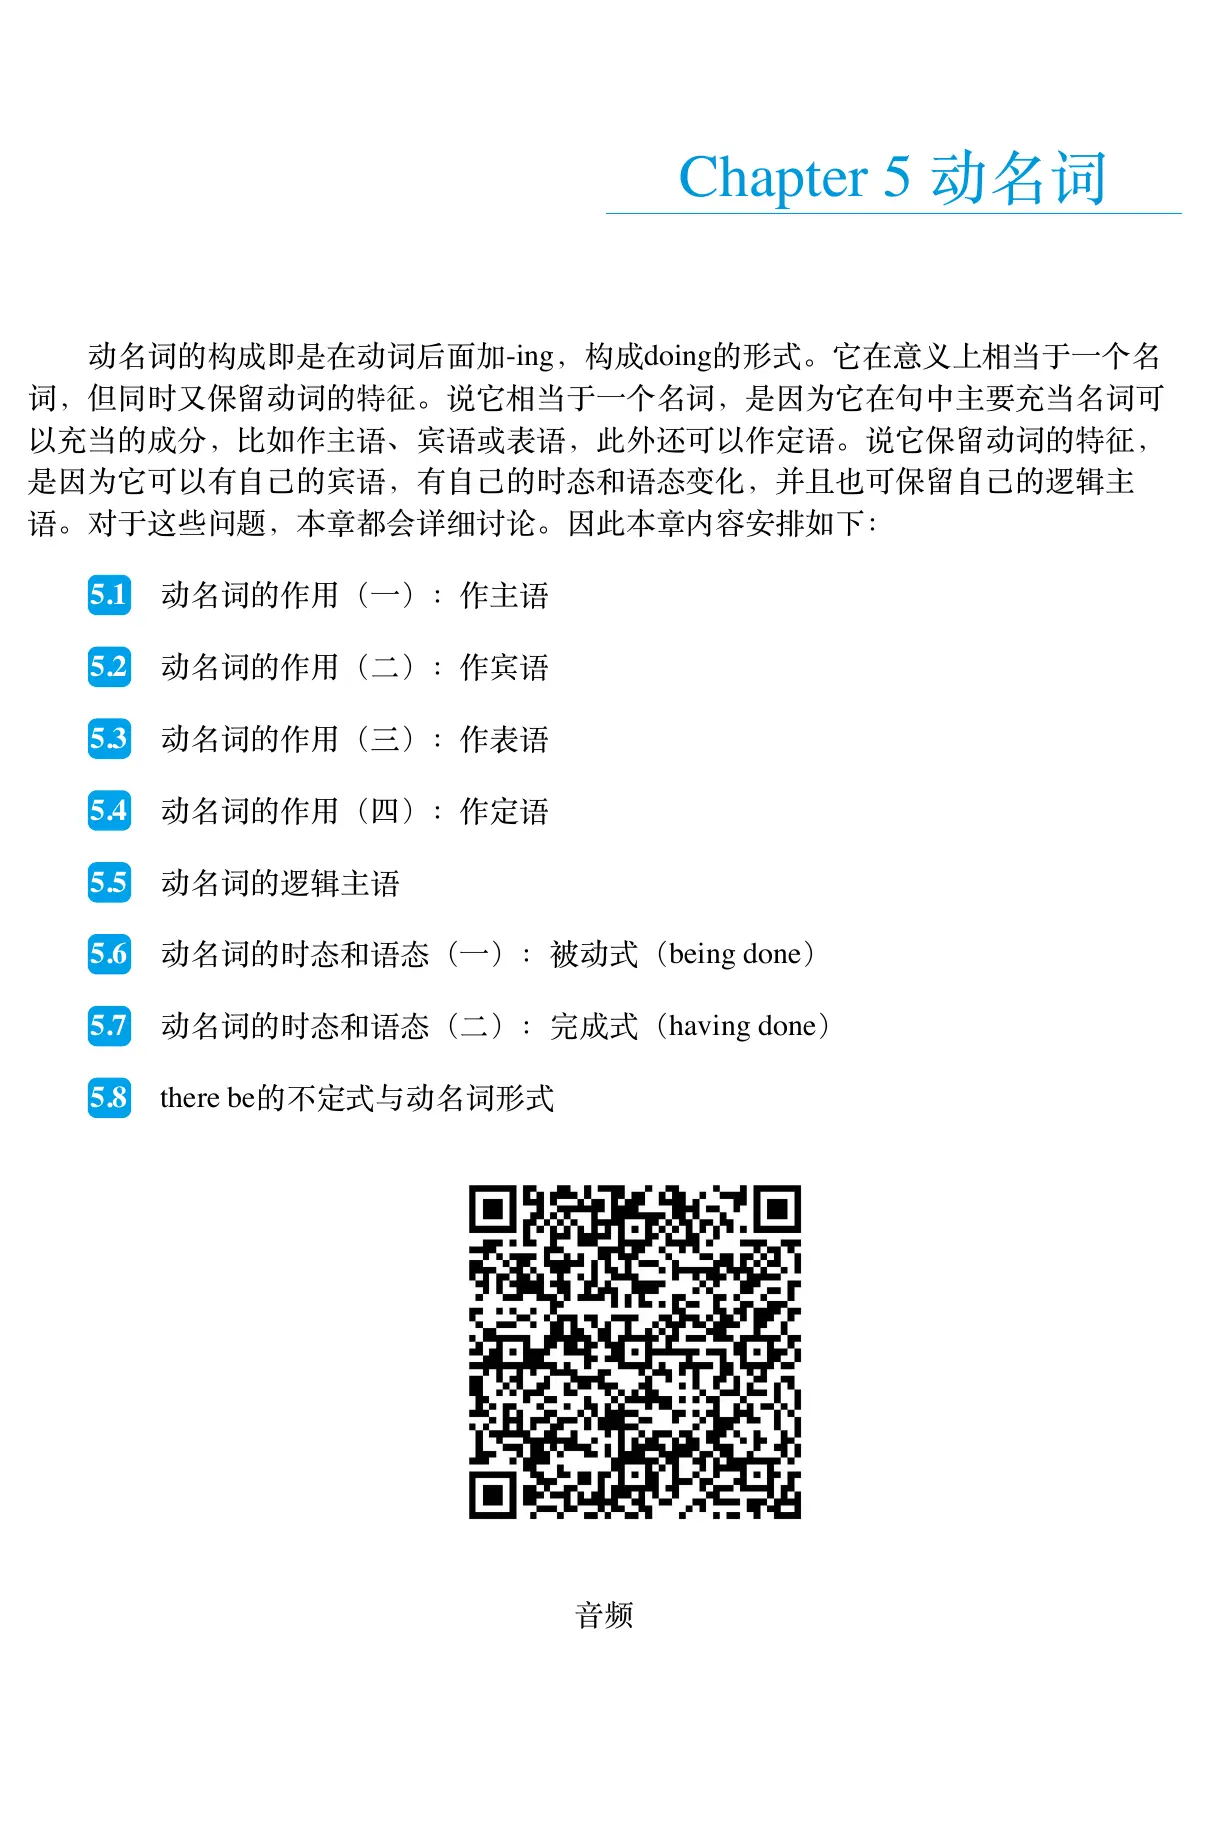 Chapter 5 动名词
动名词的构成即是在动词后面加-ing，构成doing的形式。它在意义上相当于一个名
词，但同时又保留动词的特征。说它相当于一个名词，是因为它在句中主要充当名词可
以充当的成分，比如作主语、宾语或表语，此外还可以作定语。说它保留动词的特征，
是因为它可以有自己的宾语，有自己的时态和语态变化，并且也可保留自己的逻辑主
语。对于这些问题，本章都会详细讨论。因此本章内容安排如下：
5.1 动名词的作用（一）：作主语
5.2 动名词的作用（二）：作宾语
5.3 动名词的作用（三）：作表语
5.4 动名词的作用（四）：作定语
5.5 动名词的逻辑主语
5.6 动名词的时态和语态（一）：被动式（being done）
5.7 动名词的时态和语态（二）：完成式（having done）
5.8 there be的不定式与动名词形式
音频